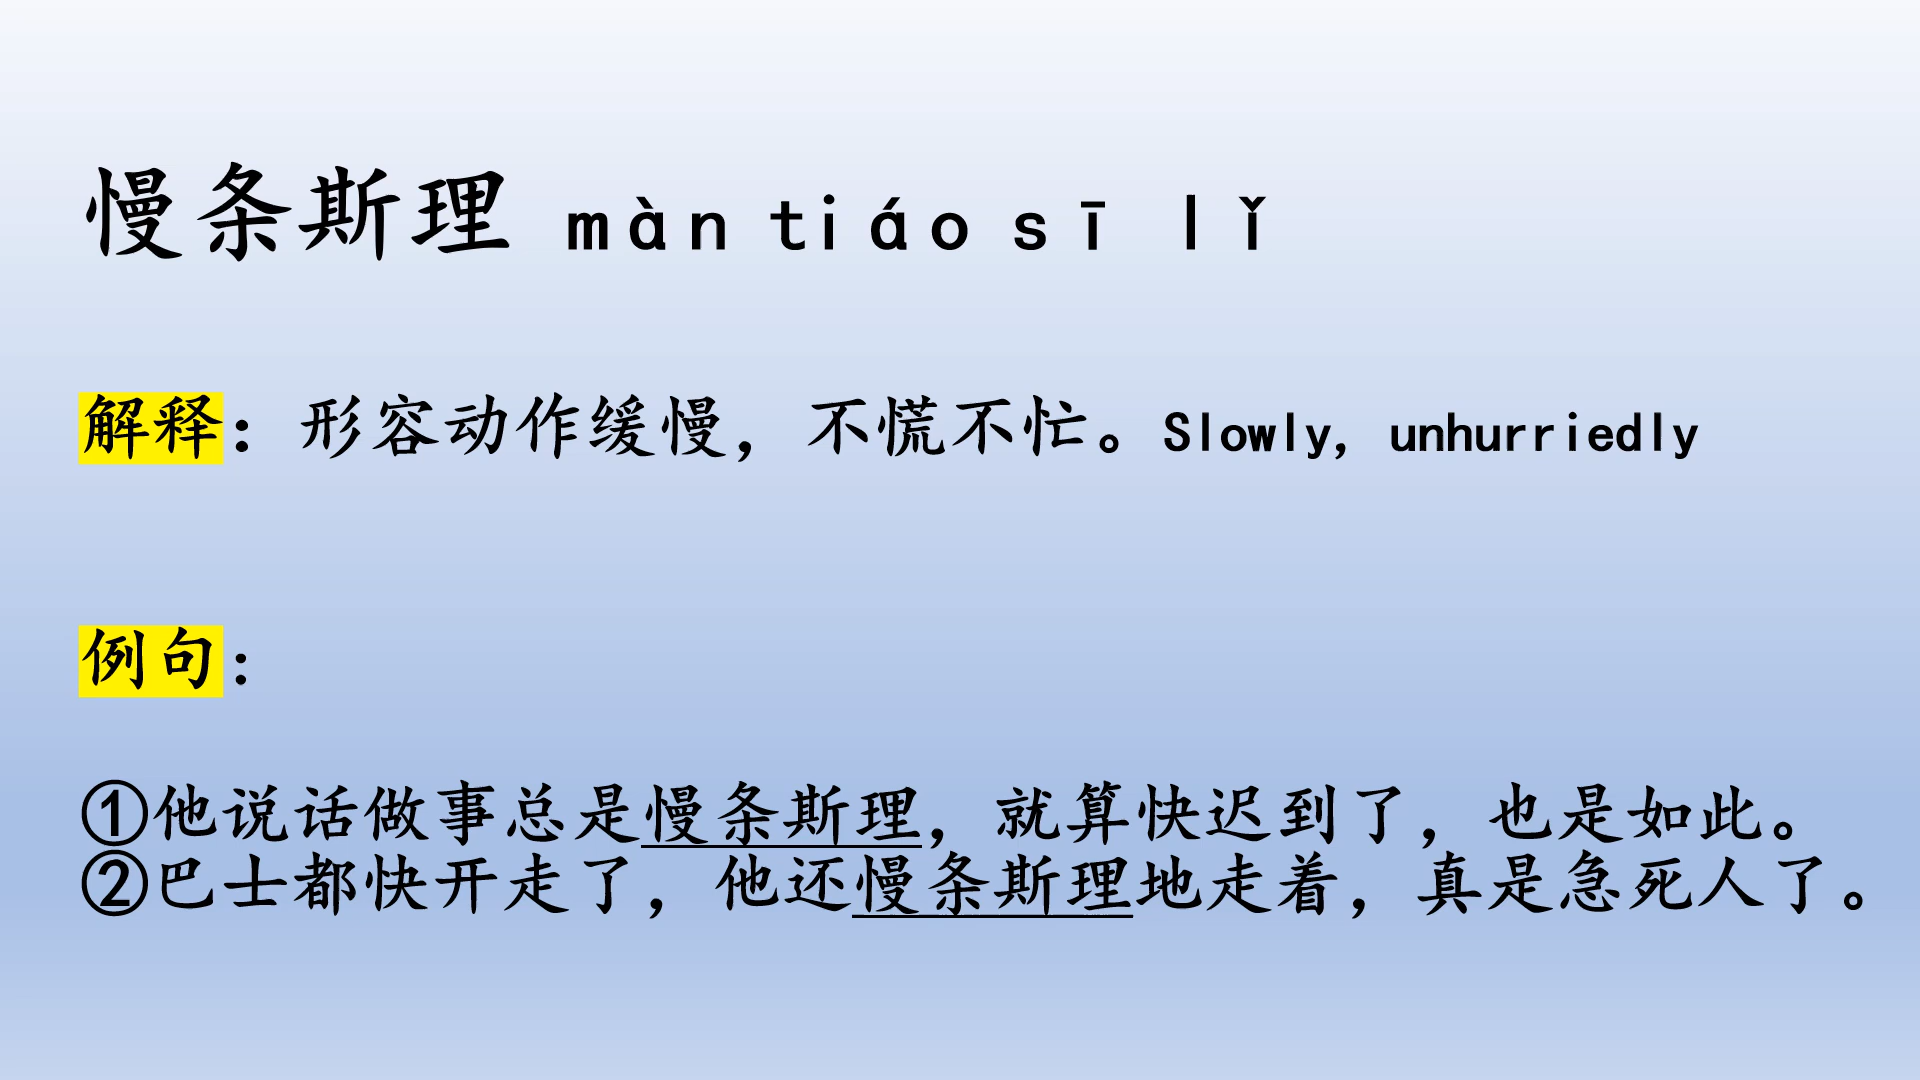 慢条斯理 màn tiáo sī lǐ
解释：形容动作缓慢，不慌不忙。Slowly, unhurriedly
例句：
①他说话做事总是慢条斯理，就算快迟到了，也是如此。
②巴士都快开走了，他还慢条斯理地走着，真是急死人了。